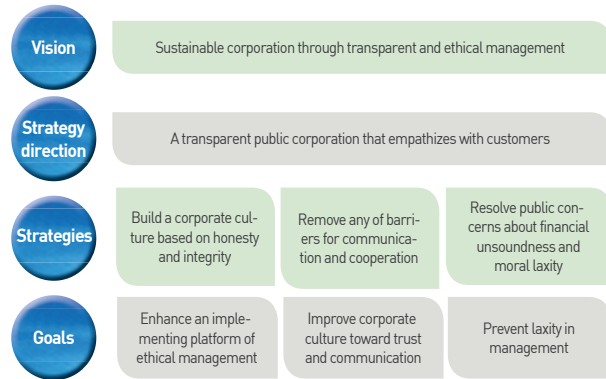 Vision
Sustainable corporation through transparent and ethical management
Strategy
direction
A transparent public corporation that empathizes with customers
Strategies
Build a corporate cul-
ture based on honesty
and integrity
Remove any of barri-
ers for communica-
tion and cooperation
Resolve public con-
cerns about financial
unsoundness and
moral laxity
Goals
Enhance an imple-
menting platform of
ethical management
Improve corporate
culture toward trust
and communication
Prevent laxity in
management